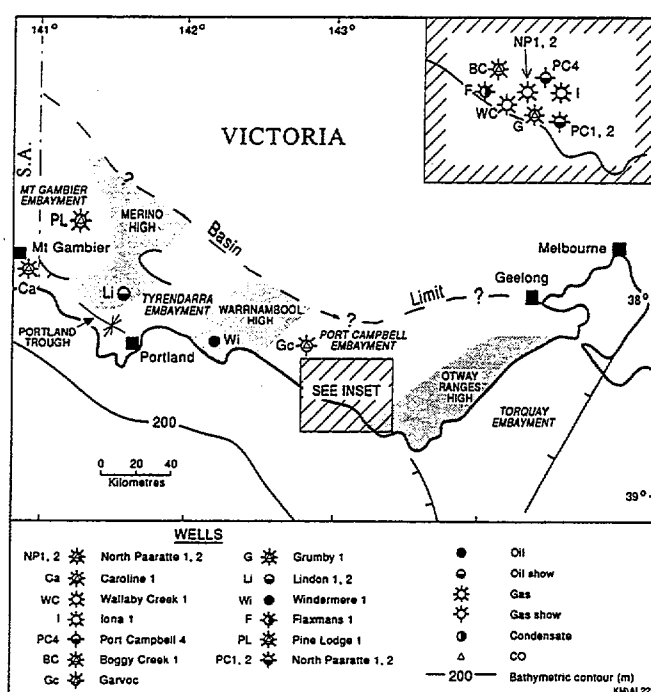 141° 142° 143°
NP1, 2
BC PC4
F I
WC
G PC1, 2
VICTORIA
S.A.
?
MT GAMBIER
EMBAYMENT
PL
MERINO
HIGH
Basin
Mt Gambier
Melbourne
Geelong
Ca
Li
TYRENDARRA
EMBAYMENT
WARRNAMBOOL
HIGH
? Limit ?
38°
PORTLAND
TROUGH
Portland
Wi
Gc
PORT CAMPBELL
EMBAYMENT
SEE INSET
OTWAY
RANGES
HIGH
TORQUAY
EMBAYMENT
200
0 20 40
Kilometres
39°
WELLS
NP1, 2 North Paaratte 1, 2
Ca Caroline 1
WC Wallaby Creek 1
I Iona 1
PC4 Port Campbell 4
BC Boggy Creek 1
Gc Garvoc
G Grumby 1
Li Lindon 1, 2
Wi Windermere 1
F Flaxmans 1
PL Pine Lodge 1
PC1, 2 North Paratte 1, 2
Oil
Oil show
Gas
Gas show
Condensate
CO
200 Bathymetric contour (m)